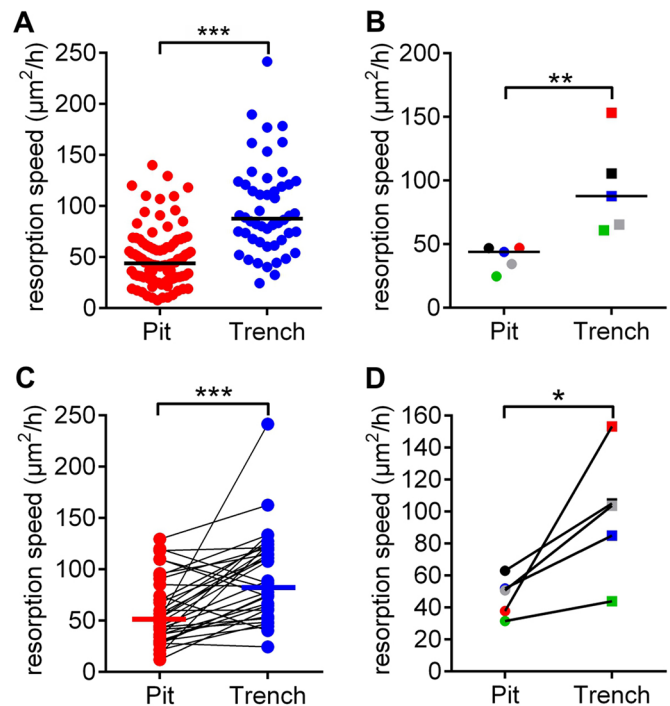 A
resorption speed (µm²/h)
250
200
150
100
50
0
***
Pit
Trench
B
resorption speed (µm²/h)
200
150
100
50
0
**
Pit
Trench
C
resorption speed (µm²/h)
250
200
150
100
50
0
***
Pit
Trench
D
resorption speed (µm²/h)
160
140
120
100
80
60
40
20
0
*
Pit
Trench